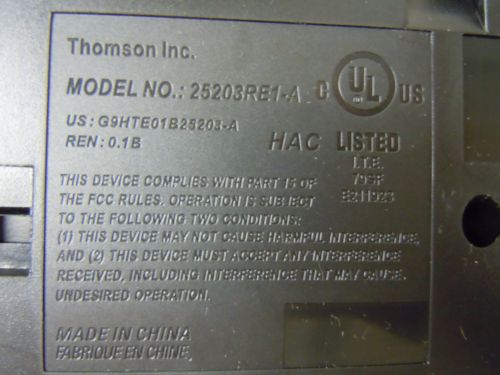 Thomson Inc.
MODEL NO.: 25203RE1-A
C UL US
US: G9HTE01B25203-A
REN: 0.1B
HAC LISTED
I.T.E.
79SF
E211923
THIS DEVICE COMPLIES WITH PART 15 OF
THE FCC RULES. OPERATION IS SUBJECT
TO THE FOLLOWING TWO CONDITIONS:
(1) THIS DEVICE MAY NOT CAUSE HARMFUL INTERFERENCE,
AND (2) THIS DEVICE MUST ACCEPT ANY INTERFERENCE
RECEIVED, INCLUDING INTERFERENCE THAT MAY CAUSE
UNDESIRED OPERATION.
MADE IN CHINA
FABRIQUE EN CHINE